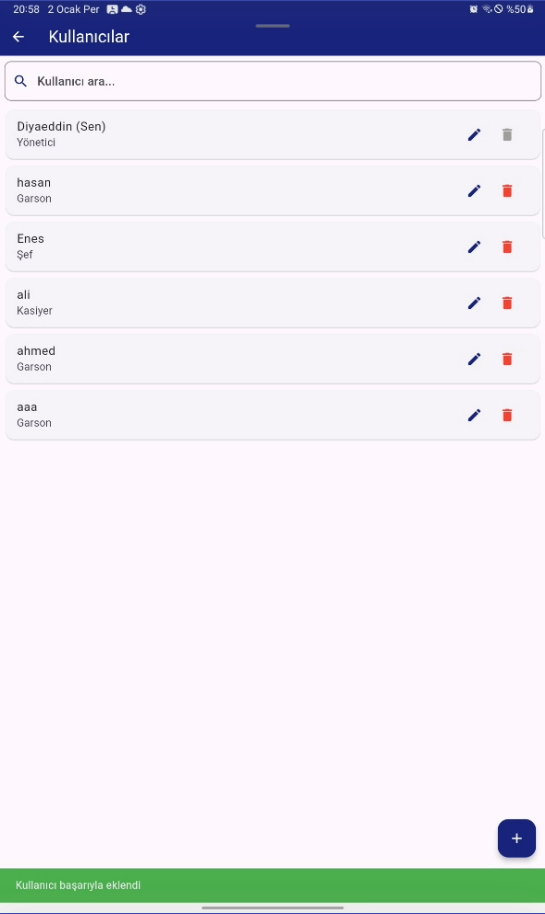 20:58 2 Ocak Per %50
Kullanıcılar
Kullanıcı ara...
Diyaeddin (Sen)
Yönetici
hasan
Garson
Enes
Şef
ali
Kasiyer
ahmed
Garson
aaa
Garson
+
Kullanıcı başarıyla eklendi